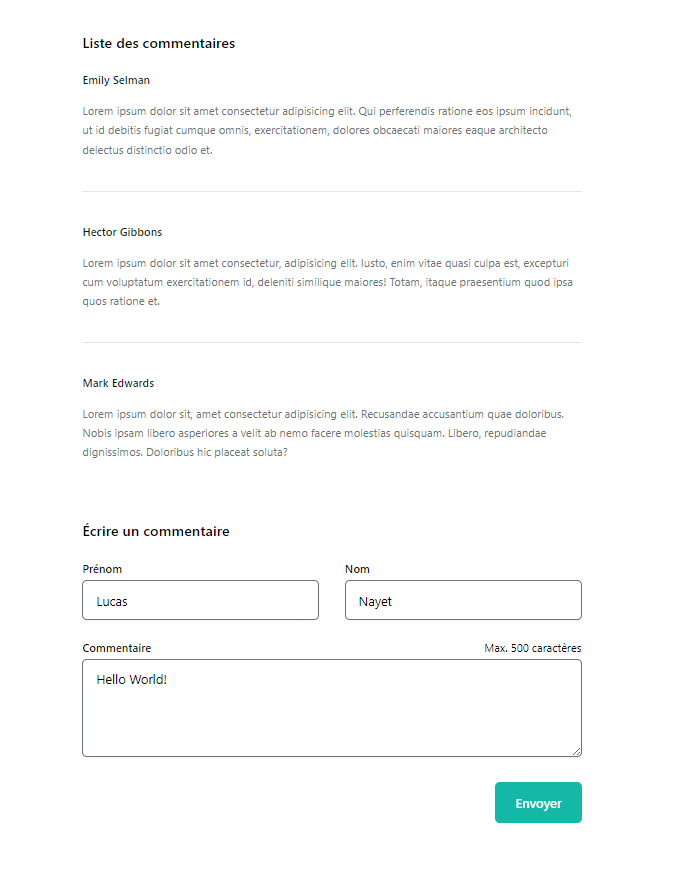 Liste des commentaires
Emily Selman
Lorem ipsum dolor sit amet consectetur adipisicing elit. Qui perferendis ratione eos ipsum incidunt,
ut id debitis fugiat cumque omnis, exercitationem, dolores obcaecati maiores eaque architecto
delectus distinctio odio et.
Hector Gibbons
Lorem ipsum dolor sit amet consectetur, adipisicing elit. Iusto, enim vitae quasi culpa est, excepturi
cum voluptatum exercitationem id, deleniti similique maiores! Totam, itaque praesentium quod ipsa
quos ratione et.
Mark Edwards
Lorem ipsum dolor sit, amet consectetur adipisicing elit. Recusandae accusantium quae doloribus.
Nobis ipsam libero asperiores a velit ab nemo facere molestias quisquam. Libero, repudiandae
dignissimos. Doloribus hic placeat soluta?
Écrire un commentaire
Prénom Nom
Lucas Nayet
Commentaire Max. 500 caractères
Hello World!
Envoyer